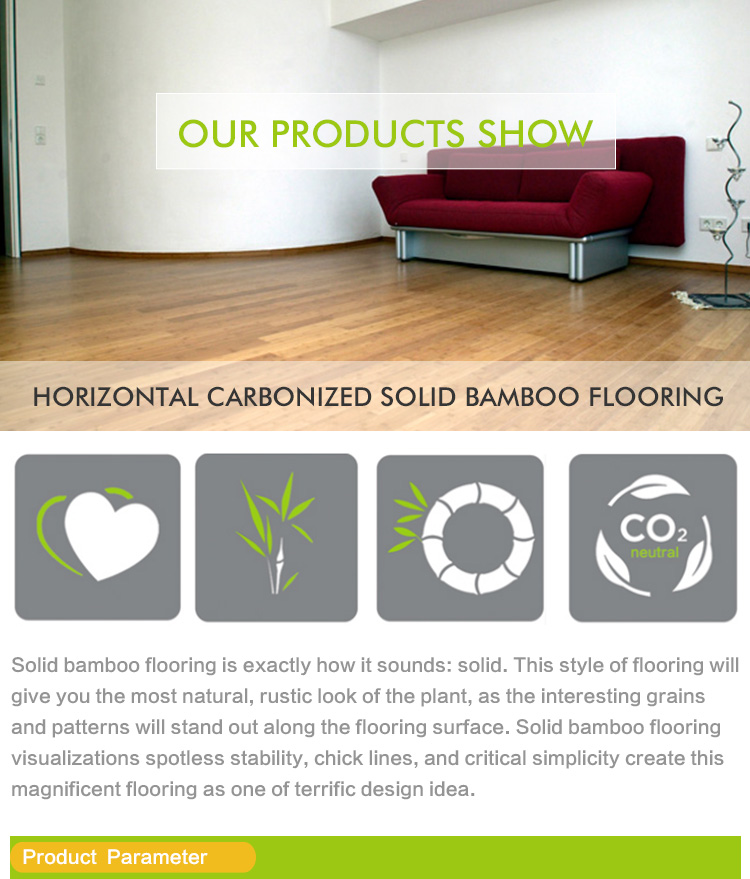 OUR PRODUCTS SHOW
HORIZONTAL CARBONIZED SOLID BAMBOO FLOORING
CO2
neutral
Solid bamboo flooring is exactly how it sounds: solid. This style of flooring will
give you the most natural, rustic look of the plant, as the interesting grains
and patterns will stand out along the flooring surface. Solid bamboo flooring
visualizations spotless stability, chick lines, and critical simplicity create this
magnificent flooring as one of terrific design idea.
Product Parameter